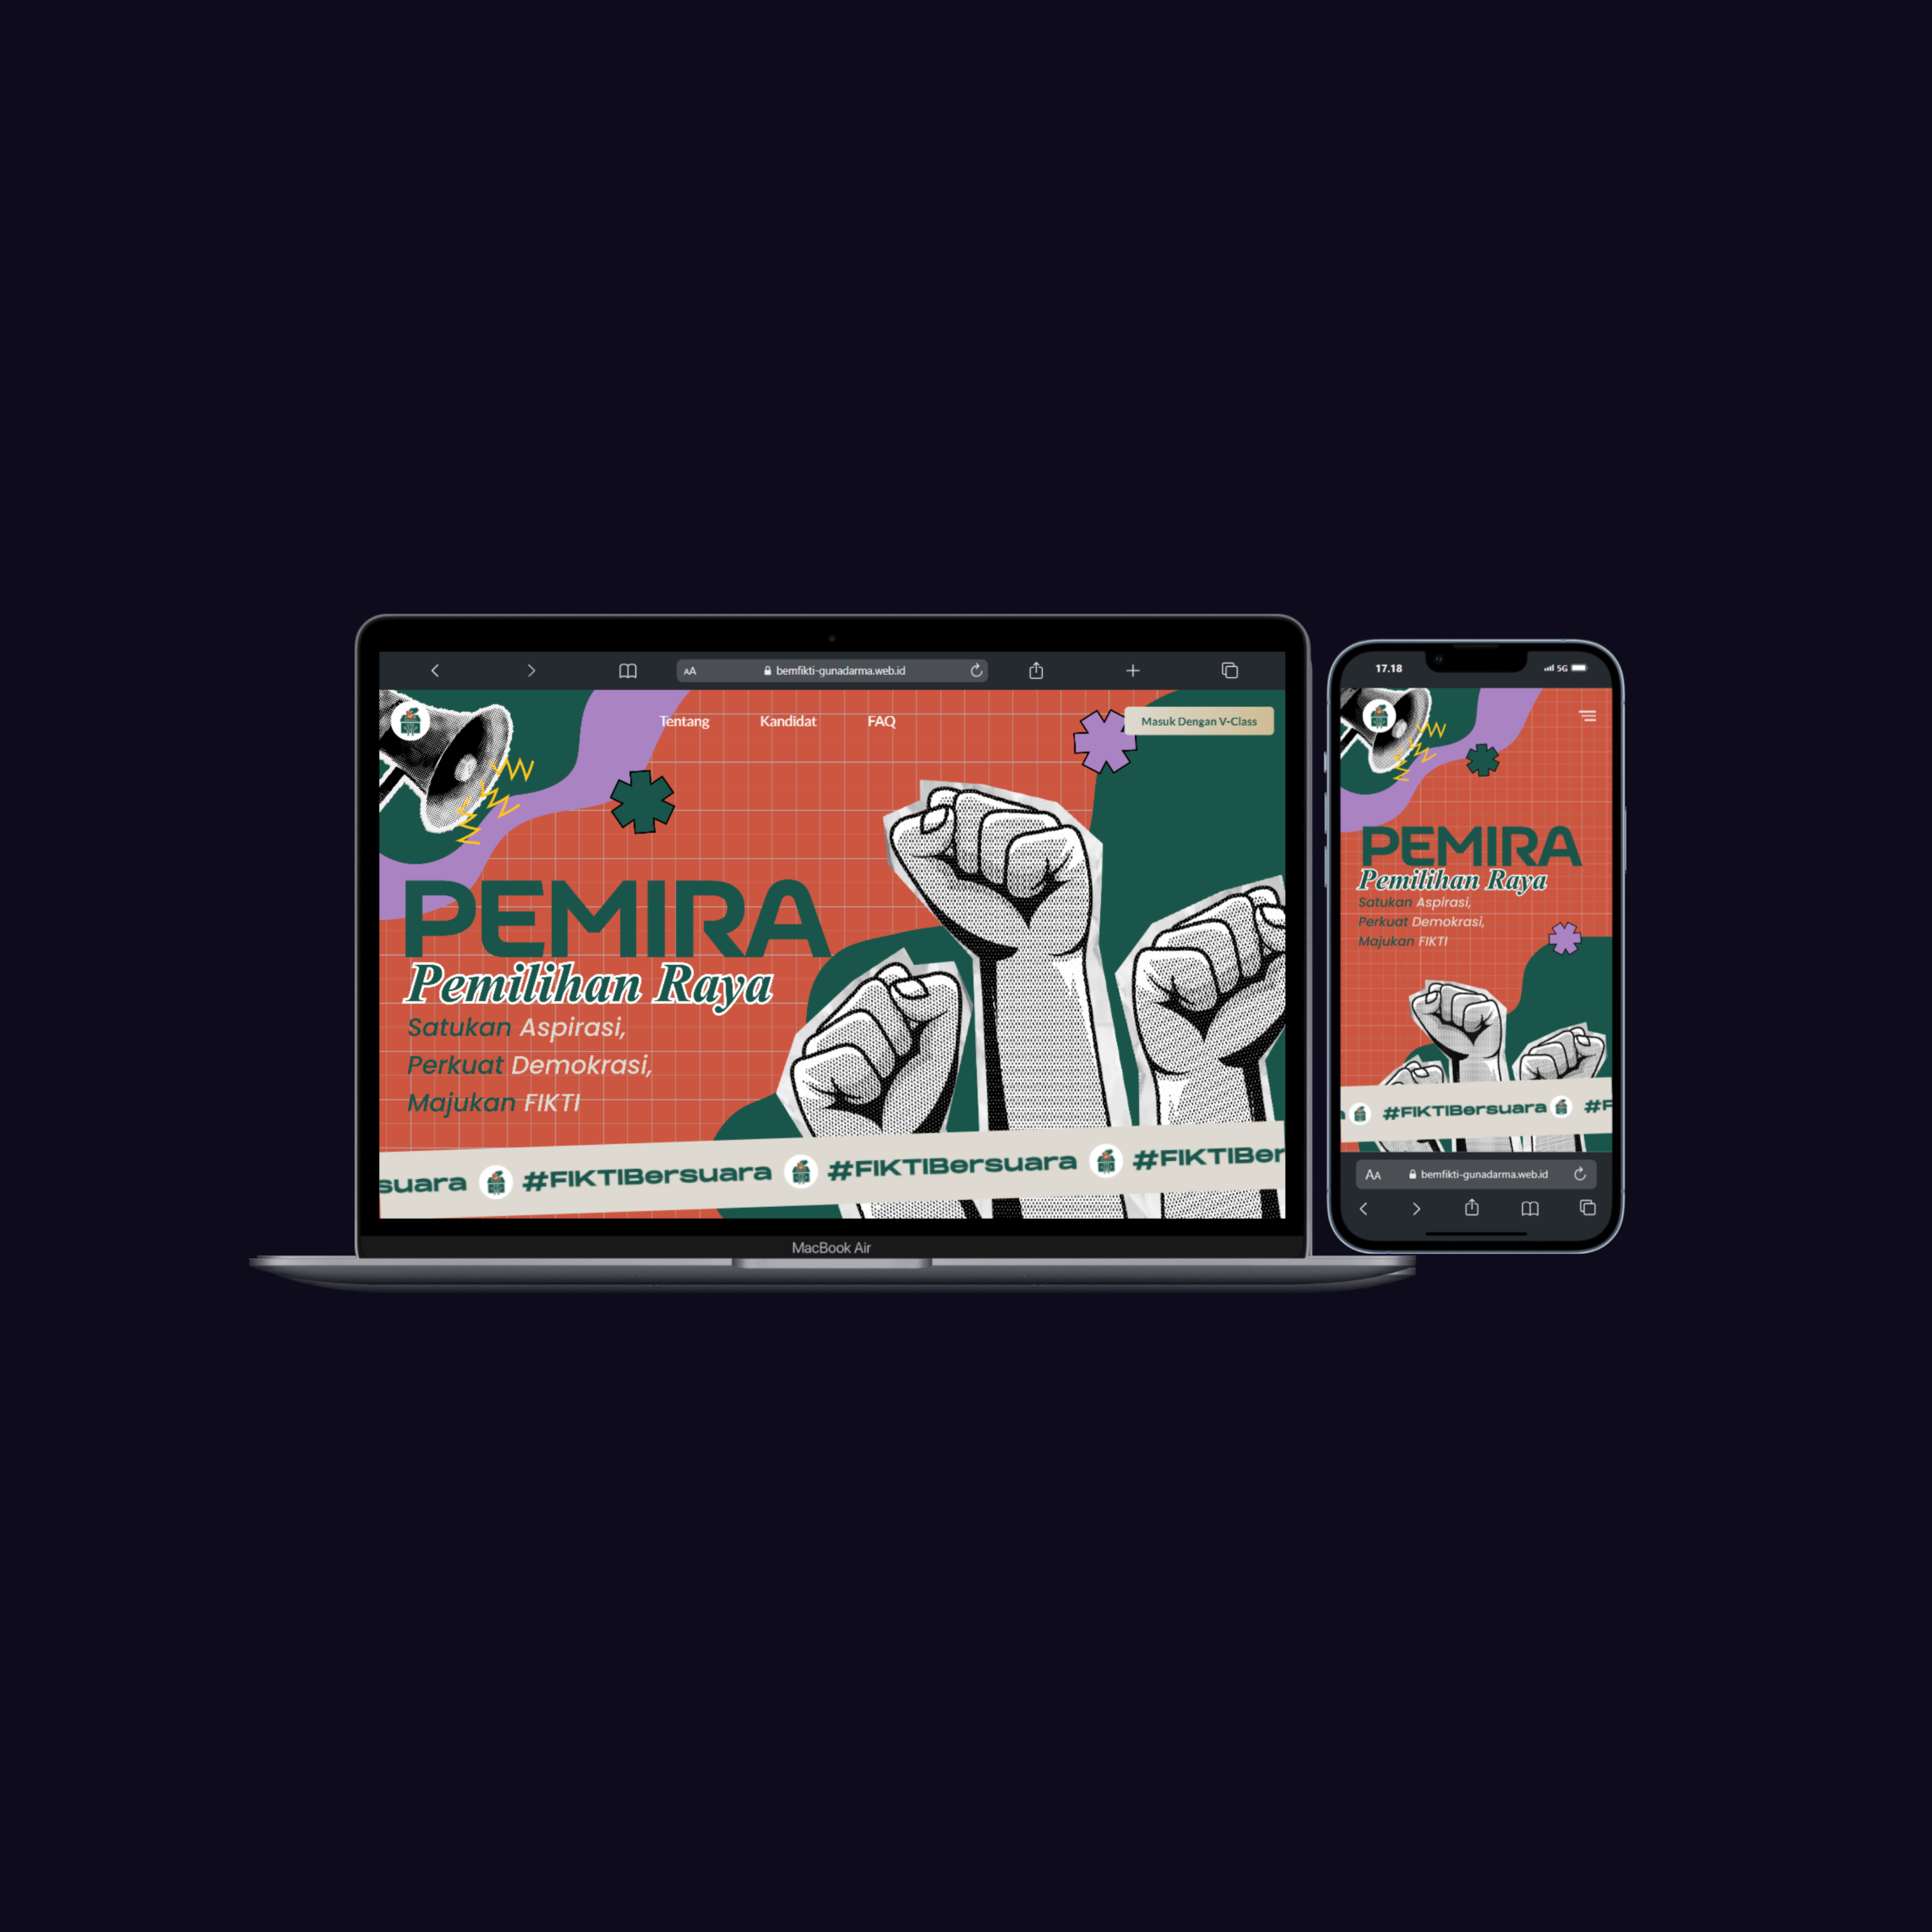 AA bemfikti-gunadarma.web.id
Tentang Kandidat FAQ Masuk Dengan V-Class
PEMIRA
Pemilihan Raya
Satukan Aspirasi,
Perkuat Demokrasi,
Majukan FIKTI
suara #FIKTIBersuara #FIKTIBersuara #FIKTIBer
MacBook Air
17.18 5G
PEMIRA
Pemilihan Raya
Satukan Aspirasi,
Perkuat Demokrasi,
Majukan FIKTI
a #FIKTIBersuara #F
AA bemfikti-gunadarma.web.id